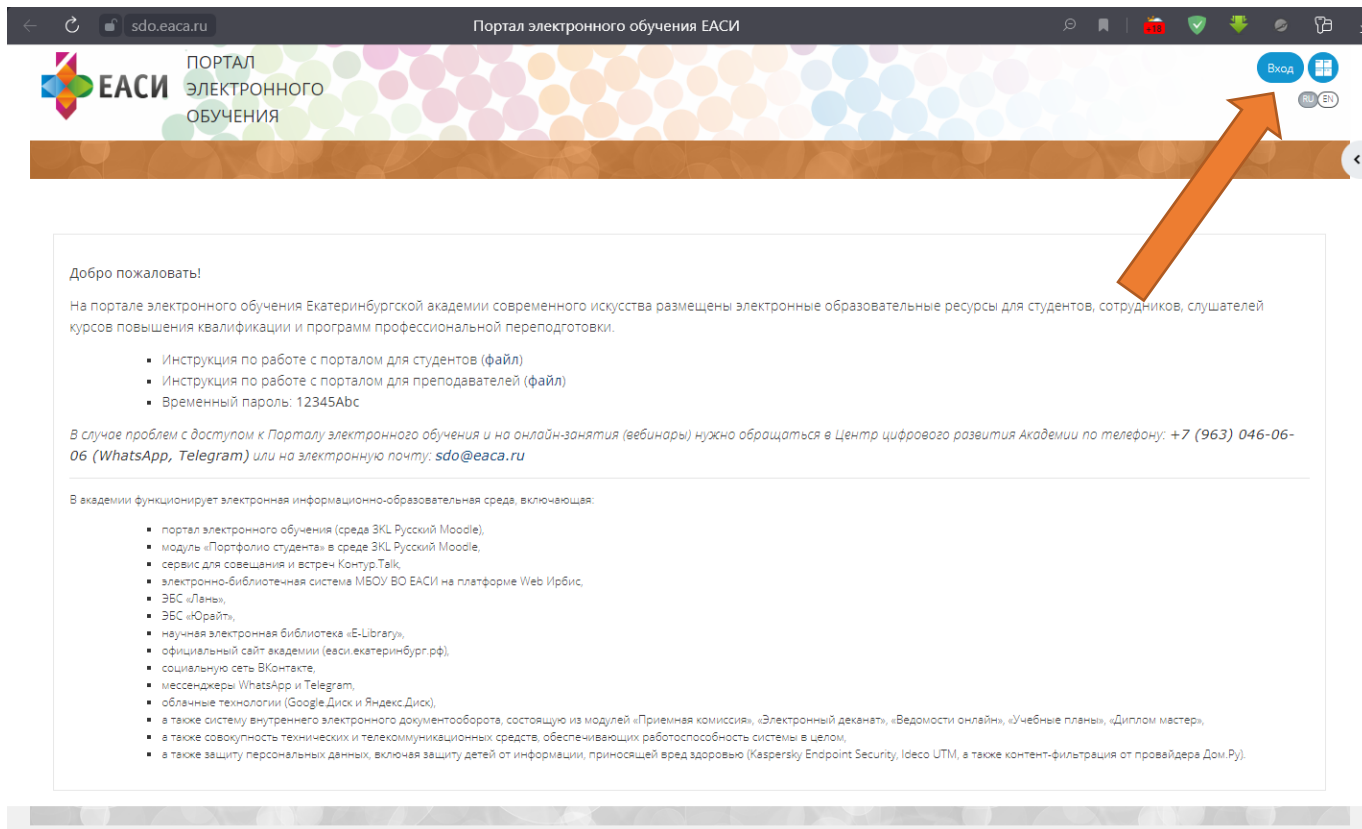 sdo.eaca.ru
Портал электронного обучения ЕАСИ
+18
ЕАСИ
ПОРТАЛ
ЭЛЕКТРОННОГО
ОБУЧЕНИЯ
Вход
RU EN
Добро пожаловать!
На портале электронного обучения Екатеринбургской академии современного искусства размещены электронные образовательные ресурсы для студентов, сотрудников, слушателей
курсов повышения квалификации и программ профессиональной переподготовки.
▪ Инструкция по работе с порталом для студентов (файл)
▪ Инструкция по работе с порталом для преподавателей (файл)
▪ Временный пароль: 12345Abc
В случае проблем с доступом к Порталу электронного обучения и на онлайн-занятия (вебинары) нужно обращаться в Центр цифрового развития Академии по телефону: +7 (963) 046-06-
06 (WhatsApp, Telegram) или на электронную почту: sdo@eaca.ru
В академии функционирует электронная информационно-образовательная среда, включающая:
▪ портал электронного обучения (среда 3KL Русский Moodle),
▪ модуль «Портфолио студента» в среде 3KL Русский Moodle,
▪ сервис для совещания и встреч Контур.Talk,
▪ электронно-библиотечная система МБОУ ВО ЕАСИ на платформе Web Ирбис,
▪ ЭБС «Лань»,
▪ ЭБС «Юрайт»,
▪ научная электронная библиотека «E-Library»,
▪ официальный сайт академии (еаси.екатеринбург.рф),
▪ социальную сеть ВКонтакте,
▪ мессенджеры WhatsApp и Telegram,
▪ облачные технологии (Google.Диск и Яндекс.Диск),
▪ а также систему внутреннего электронного документооборота, состоящую из модулей «Приемная комиссия», «Электронный деканат», «Ведомости онлайн», «Учебные планы», «Диплом мастер»,
▪ а также совокупность технических и телекоммуникационных средств, обеспечивающих работоспособность системы в целом,
▪ а также защиту персональных данных, включая защиту детей от информации, приносящей вред здоровью (Kaspersky Endpoint Security, Ideco UTM, а также контент-фильтрация от провайдера Дом.Ру).